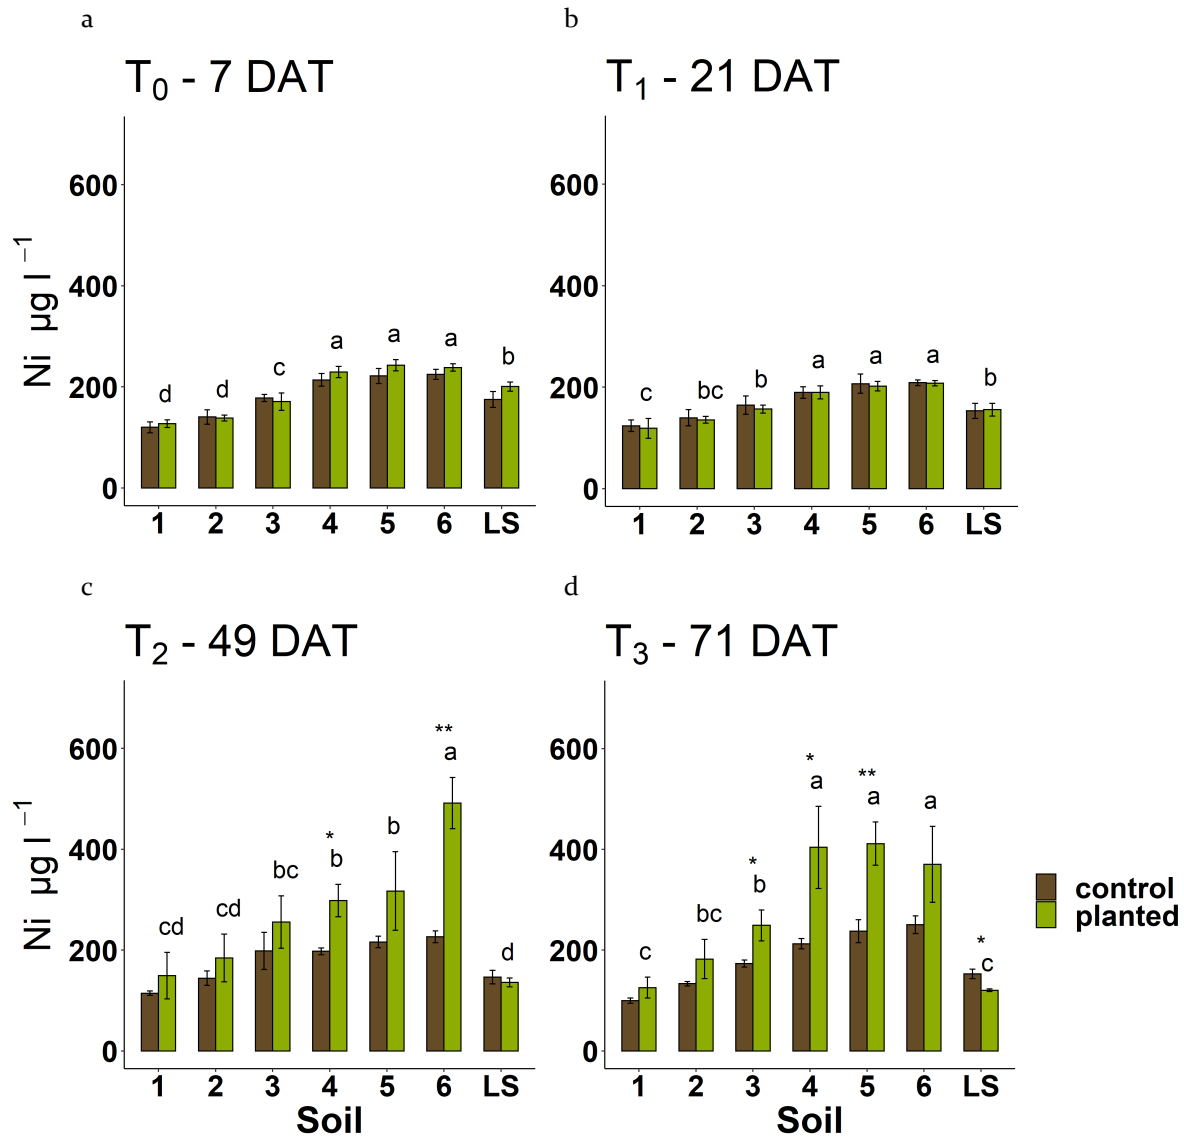 a
T0 - 7 DAT
Ni µg l −1
600
400
200
0
d d c a a a b
1 2 3 4 5 6 LS
b
T1 - 21 DAT
600
400
200
0
c bc b a a a b
1 2 3 4 5 6 LS
c
T2 - 49 DAT
Ni µg l −1
600
400
200
0
* **
cd cd bc b b a d
1 2 3 4 5 6 LS
Soil
d
T3 - 71 DAT
600
400
200
0
* * ** *
c bc b a a a c
1 2 3 4 5 6 LS
Soil
control
planted